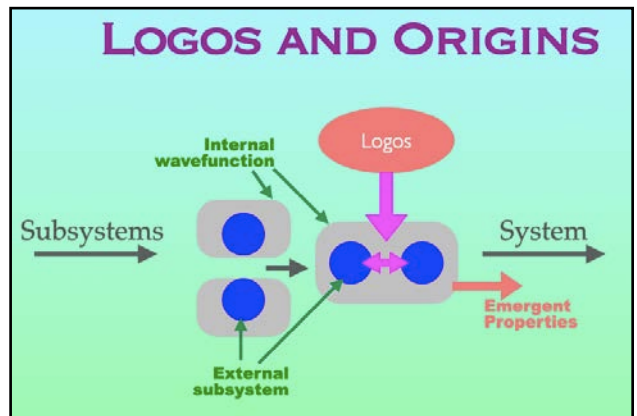 LOGOS AND ORIGINS
Logos
Internal
wavefunction
Subsystems
System
Emergent
Properties
External
subsystem